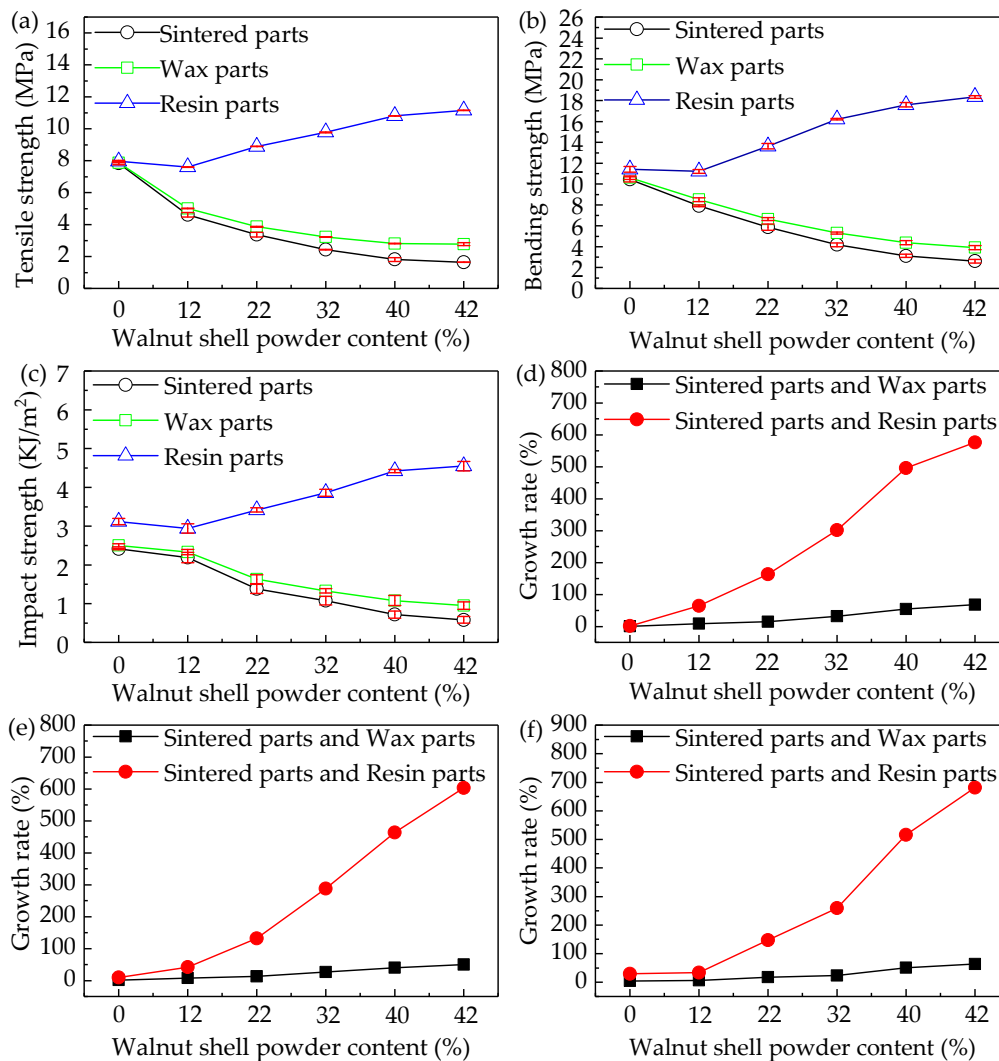 (a)
16
14
12
10
8
6
4
2
0
Tensile strength (MPa)
Sintered parts
Wax parts
Resin parts
0 12 22 32 40 42
Walnut shell powder content (%)
(b)
26
24
22
20
18
16
14
12
10
8
6
4
2
0
Bending strength (MPa)
Sintered parts
Wax parts
Resin parts
0 12 22 32 40 42
Walnut shell powder content (%)
(c)
7
6
5
4
3
2
1
0
Impact strength (KJ/m²)
Sintered parts
Wax parts
Resin parts
0 12 22 32 40 42
Walnut shell powder content (%)
(d)
800
700
600
500
400
300
200
100
0
Growth rate (%)
Sintered parts and Wax parts
Sintered parts and Resin parts
0 12 22 32 40 42
Walnut shell powder content (%)
(e)
800
700
600
500
400
300
200
100
0
Growth rate (%)
Sintered parts and Wax parts
Sintered parts and Resin parts
0 12 22 32 40 42
Walnut shell powder content (%)
(f)
900
800
700
600
500
400
300
200
100
0
Growth rate (%)
Sintered parts and Wax parts
Sintered parts and Resin parts
0 12 22 32 40 42
Walnut shell powder content (%)